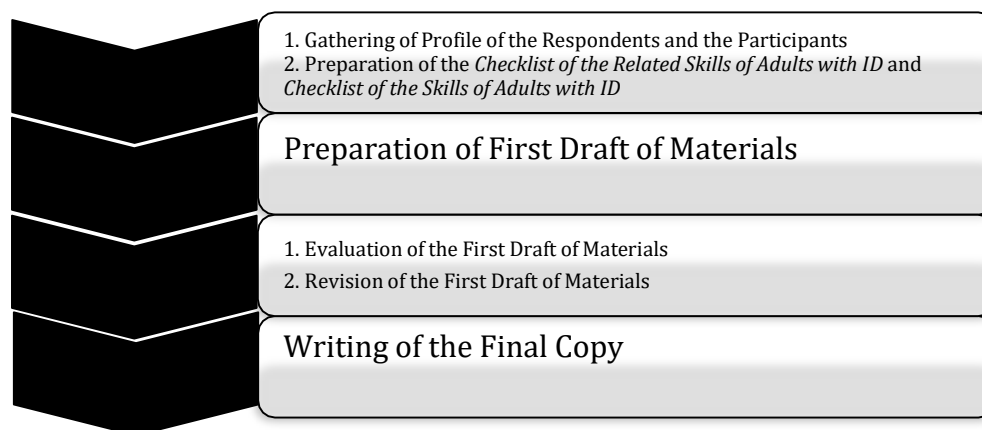 1. Gathering of Profile of the Respondents and the Participants
2. Preparation of the Checklist of the Related Skills of Adults with ID and
Checklist of the Skills of Adults with ID
Preparation of First Draft of Materials
1. Evaluation of the First Draft of Materials
2. Revision of the First Draft of Materials
Writing of the Final Copy